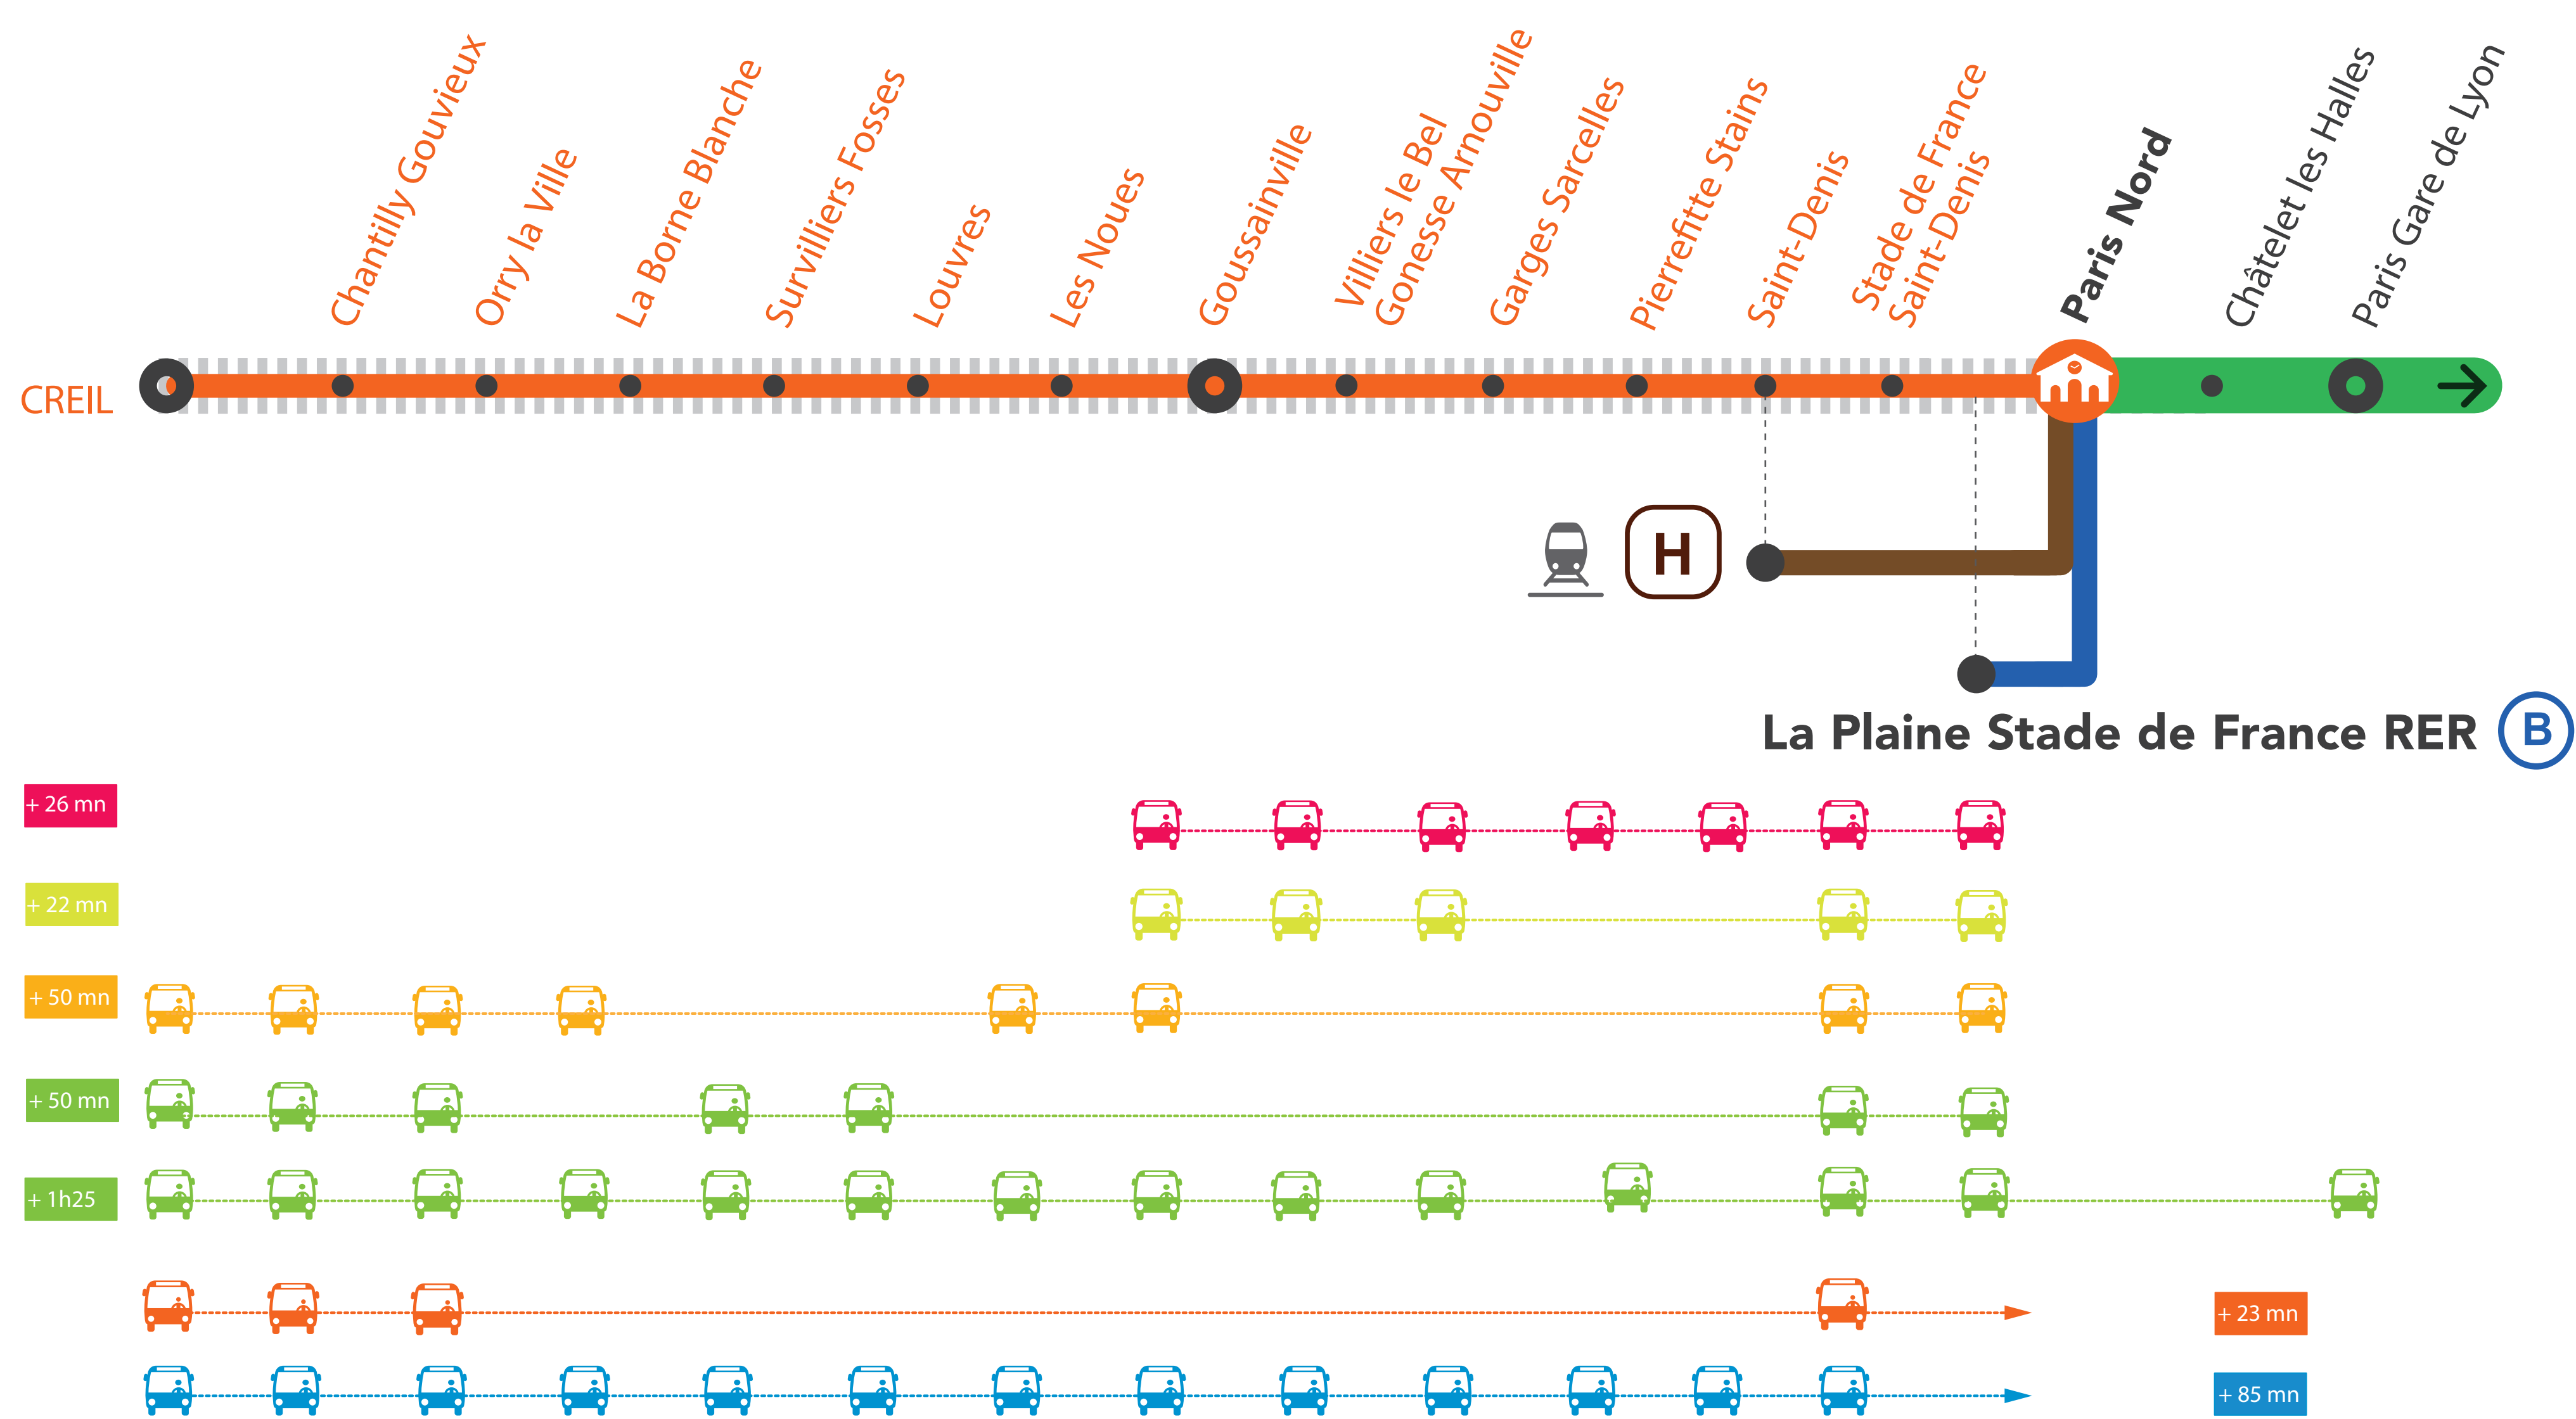 Chantilly Gouvieux
Orry la Ville
La Borne Blanche
Survilliers Fosses
Louvres
Les Noues
Goussainville
Villiers le Bel
Gonesse Arnouville
Garges Sarcelles
Pierrefitte Stains
Saint-Denis
Stade de France
Saint-Denis
Paris Nord
Châtelet les Halles
Paris Gare de Lyon
CREIL
H
La Plaine Stade de France RER B
+ 26 mn
+ 22 mn
+ 50 mn
+ 50 mn
+ 1h25
+ 23 mn
+ 85 mn